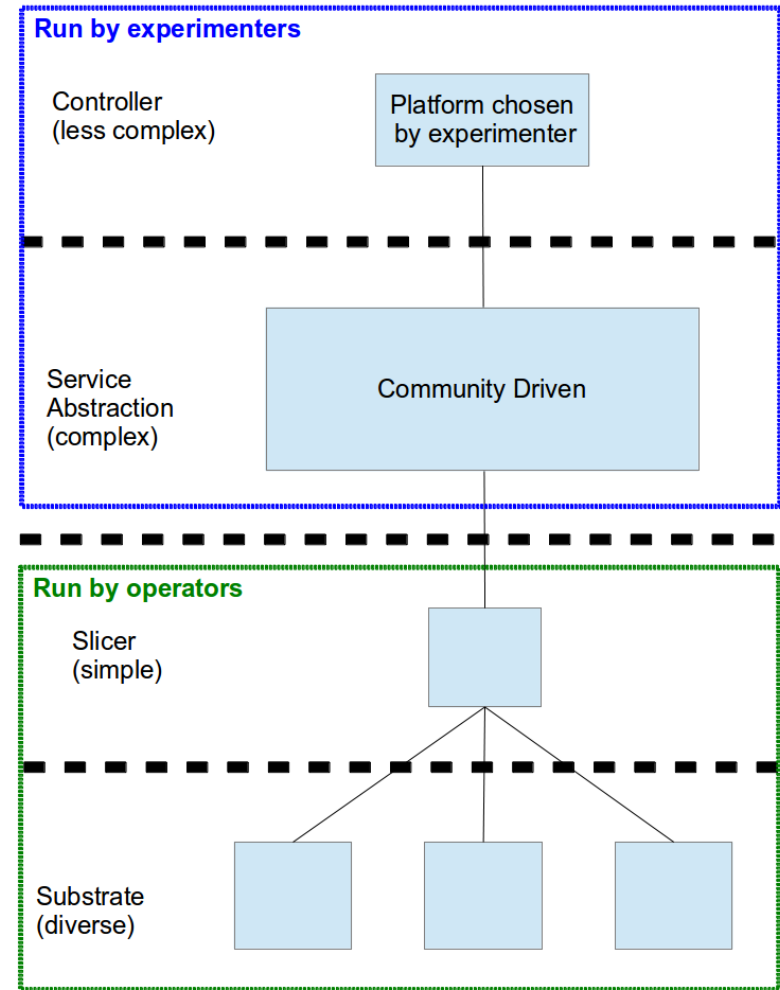 Run by experimenters
Controller
(less complex)
Platform chosen
by experimenter
Service
Abstraction
(complex)
Community Driven
Run by operators
Slicer
(simple)
Substrate
(diverse)